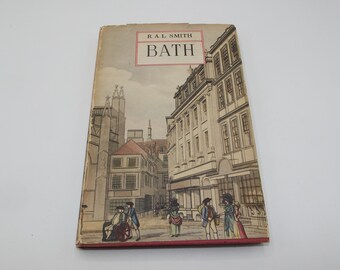 R. A. L. SMITH
BATH